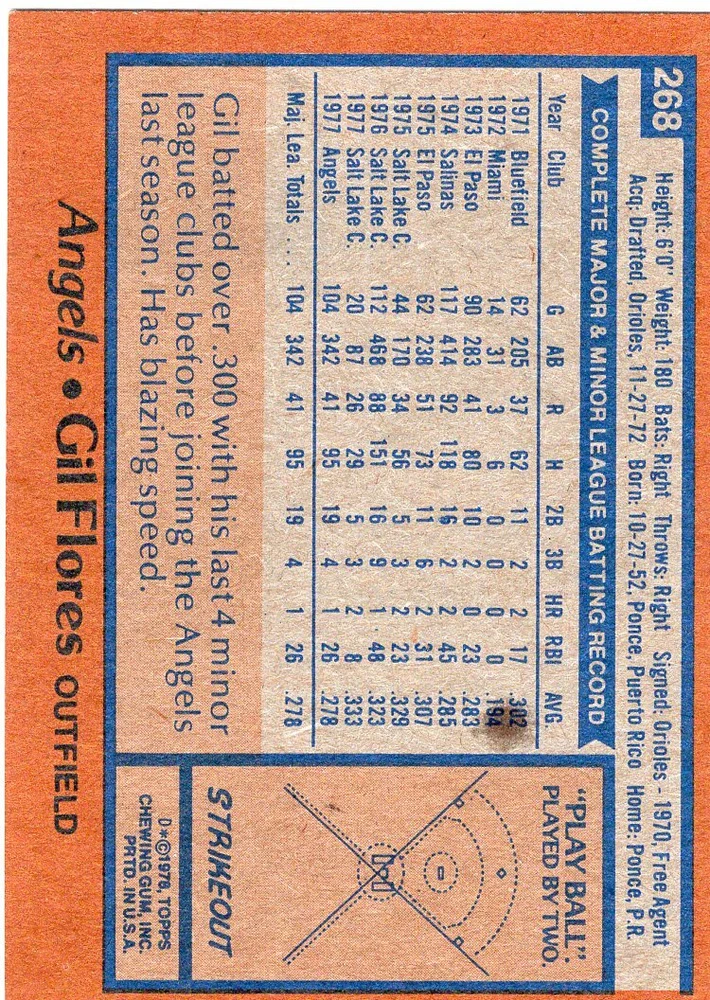 268
Height: 6'0" Weight: 180 Bats: Right Throws: Right Signed: Orioles - 1970, Free Agent
Acq. Drafted, Orioles, 11-27-72 Born: 10-27-52, Ponce, Puerto Rico Home: Ponce, P.R.
COMPLETE MAJOR & MINOR LEAGUE BATTING RECORD
Year Club G AB R H 2B 3B HR RBI AVG.
1971 Bluefield 62 205 37 62 11 2 2 17 .302
1972 Miami 14 31 3 6 0 0 0 0 .194
1973 El Paso 90 283 41 80 10 2 0 23 .283
1974 Salinas 117 414 92 118 16 2 2 45 .285
1975 El Paso 62 238 51 73 11 6 2 31 .307
1975 Salt Lake C. 44 170 34 56 5 3 2 23 .329
1976 Salt Lake C. 112 468 88 151 16 9 1 48 .323
1977 Salt Lake C. 20 87 26 29 5 3 2 8 .333
1977 Angels 104 342 41 95 19 4 1 26 .278
Maj. Lea. Totals .... 104 342 41 95 19 4 1 26 .278
Gil batted over .300 with his last 4 minor
league clubs before joining the Angels
last season. Has blazing speed.
"PLAY BALL".
PLAYED BY TWO.
STRIKEOUT
D*©1978, TOPPS
CHEWING GUM, INC.
PRTD. IN U.S.A.
Angels • Gil Flores OUTFIELD